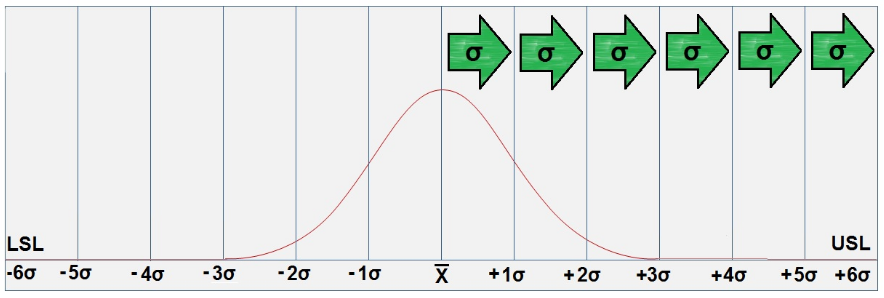 σ σ σ σ σ σ
LSL USL
-6σ -5σ -4σ -3σ -2σ -1σ X̅ +1σ +2σ +3σ +4σ +5σ +6σ